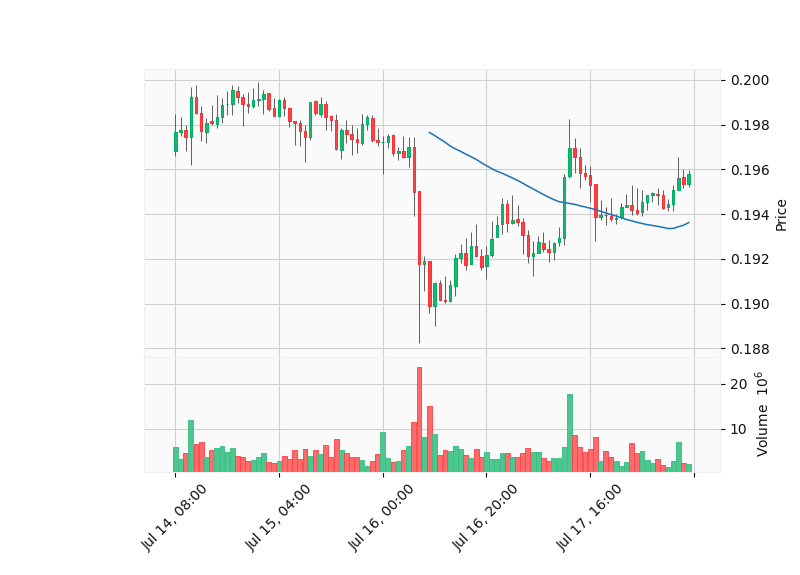 0.200
0.198
0.196
0.194
0.192
0.190
0.188
Price
20
10
Volume 10^6
Jul 14, 08:00
Jul 15, 04:00
Jul 16, 00:00
Jul 16, 20:00
Jul 17, 16:00